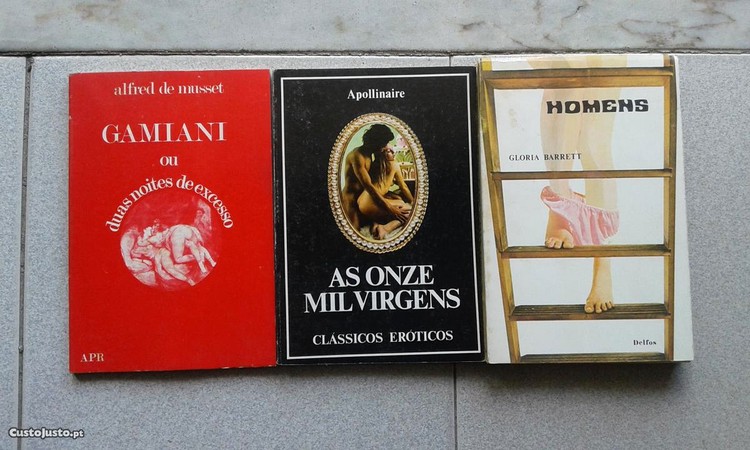 alfred de musset
GAMIANI
ou
duas noites de excesso
APR
Apollinaire
AS ONZE
MIL VIRGENS
CLÁSSICOS ERÓTICOS
HOMENS
GLORIA BARRETT
Delfos
CustoJusto.pt